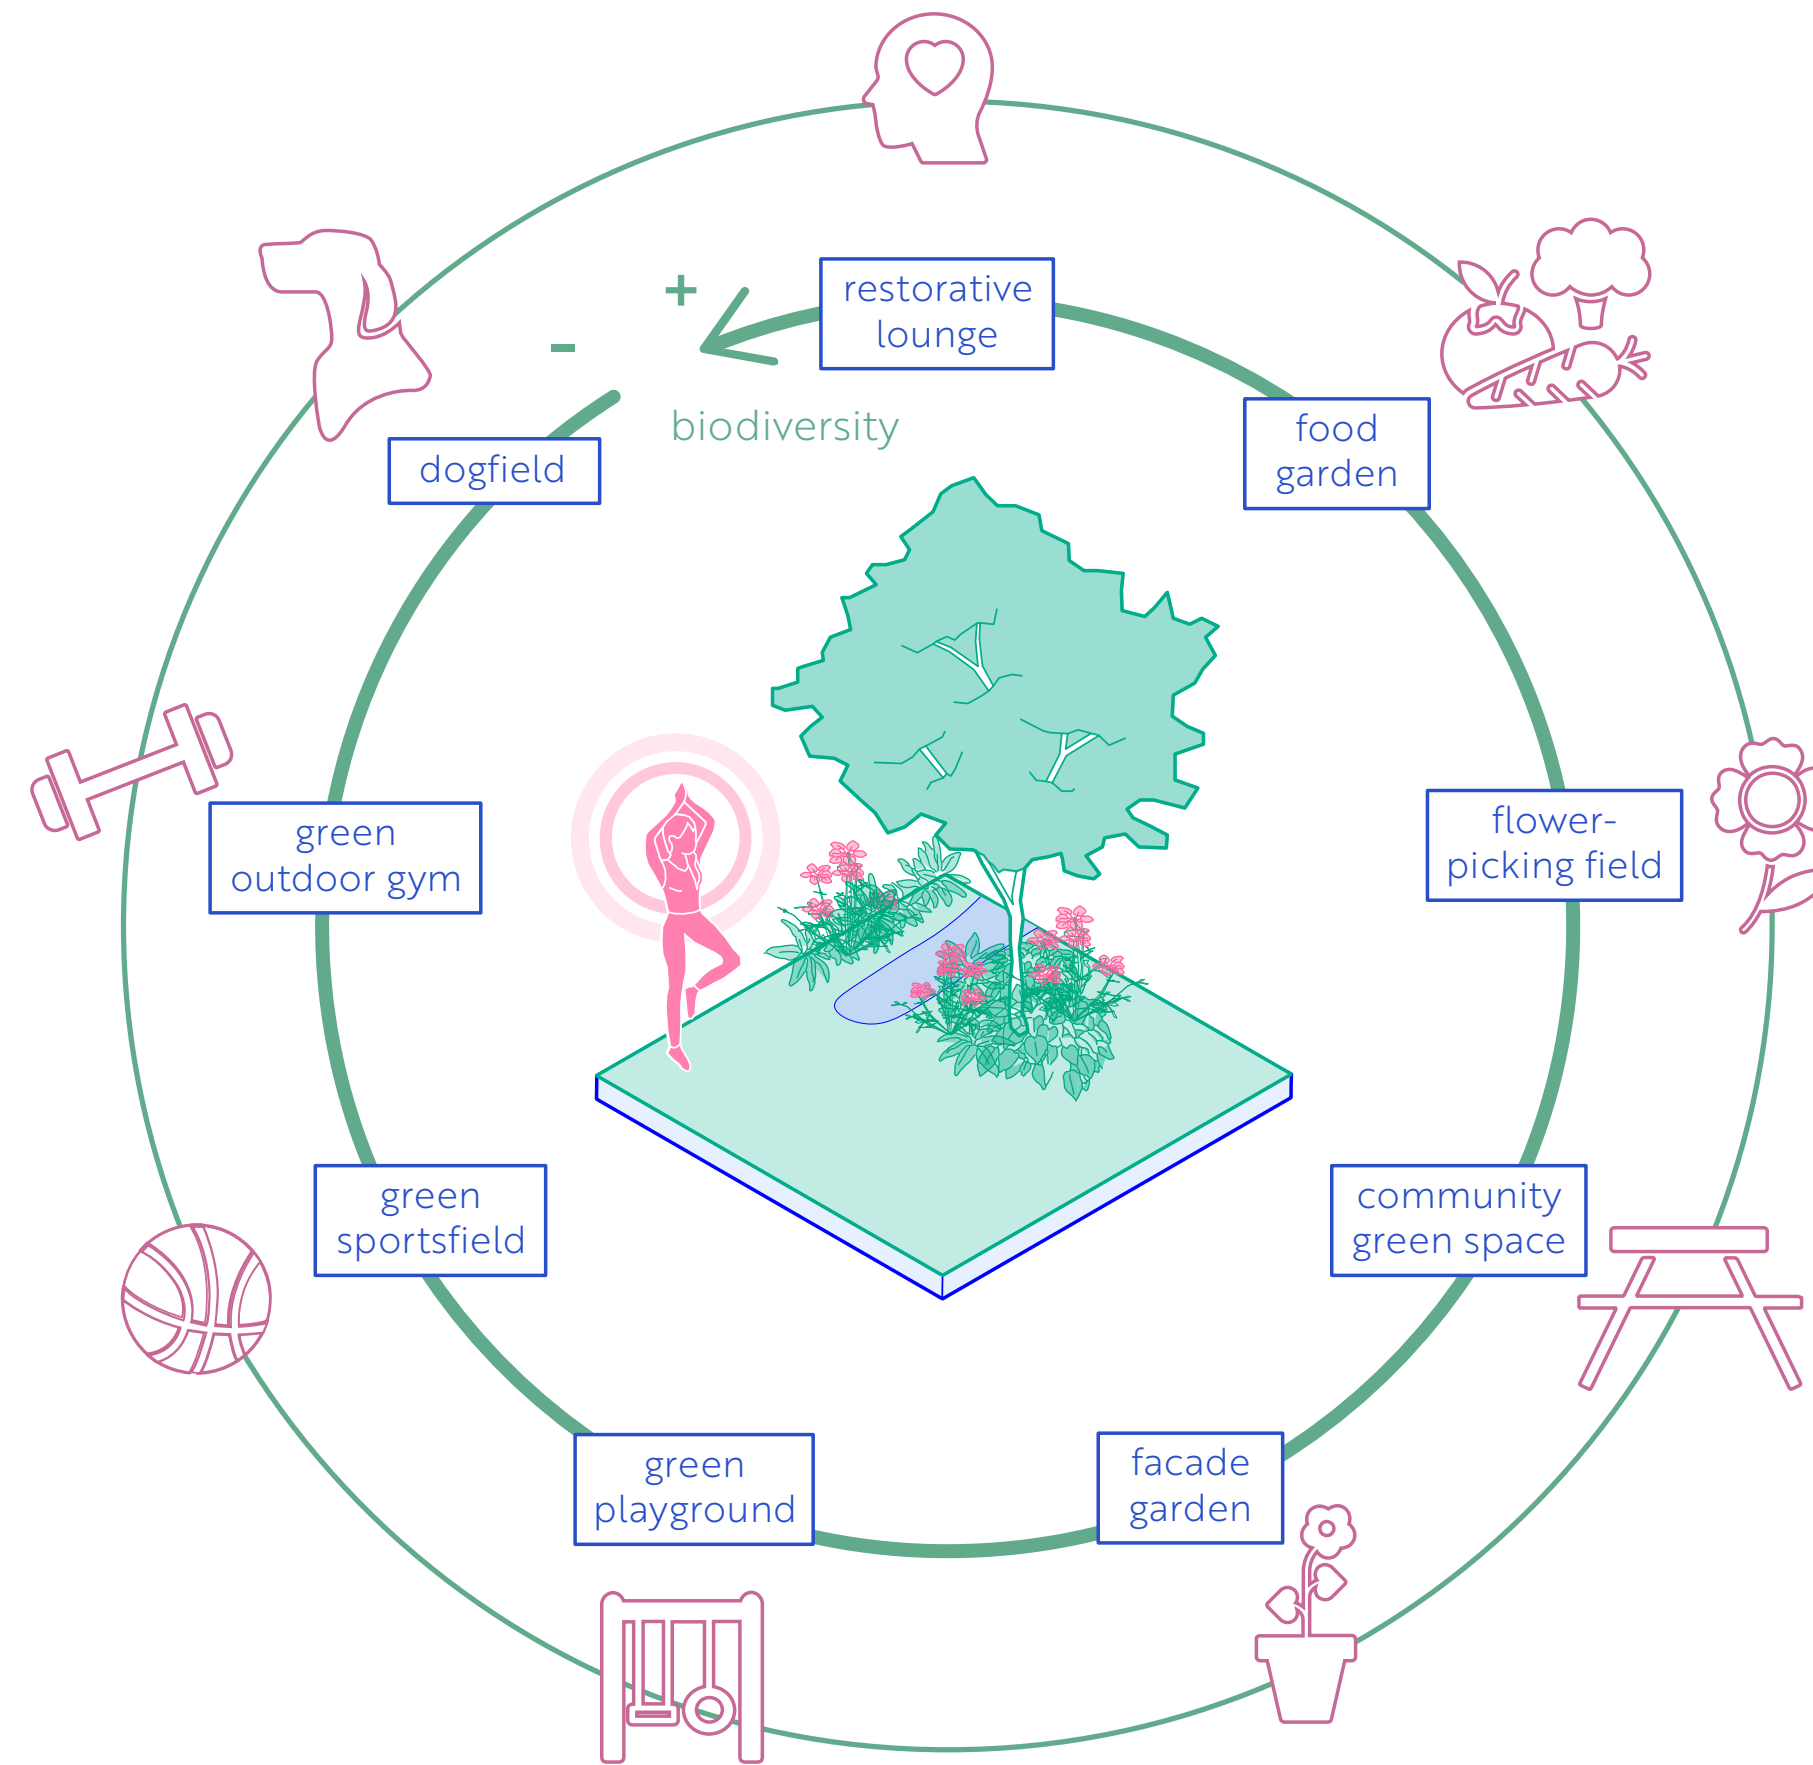 +
restorative
lounge
-
biodiversity
food
garden
dogfield
flower-
picking field
green
outdoor gym
community
green space
green
sportsfield
facade
garden
green
playground